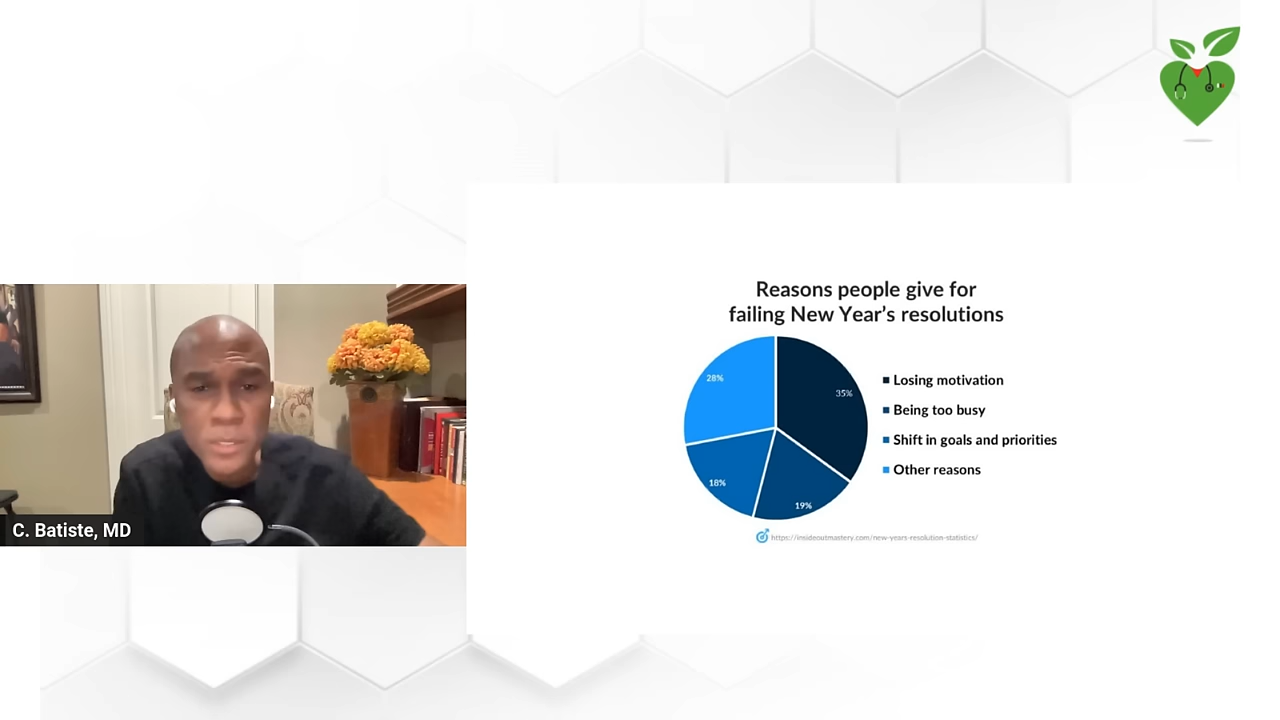 Reasons people give for
failing New Year's resolutions
28%
35%
18%
19%
Losing motivation
Being too busy
Shift in goals and priorities
Other reasons
https://insideoutmastery.com/new-years-resolution-statistics/
C. Batiste, MD